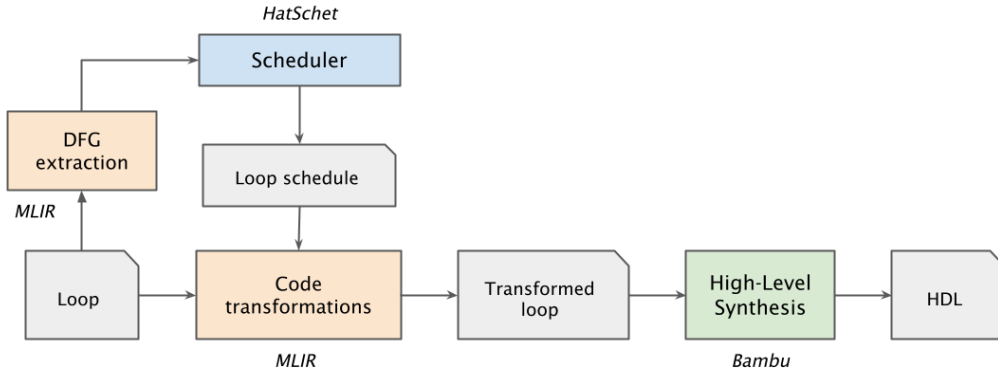 HatSchet
Scheduler
DFG
extraction
MLIR
Loop schedule
Loop
Code
transformations
MLIR
Transformed
loop
High-Level
Synthesis
Bambu
HDL